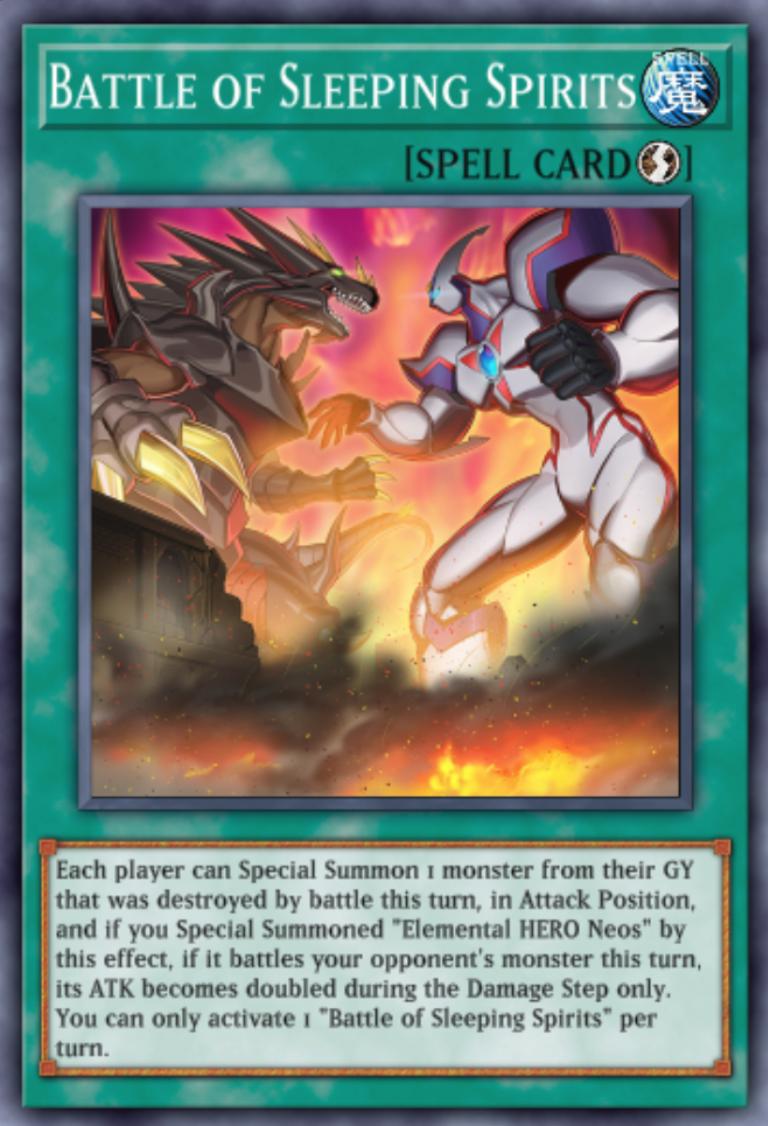 BATTLE OF SLEEPING SPIRITS
SPELL
魔
[SPELL CARD]
Each player can Special Summon 1 monster from their GY
that was destroyed by battle this turn, in Attack Position,
and if you Special Summoned "Elemental HERO Neos" by
this effect, if it battles your opponent's monster this turn,
its ATK becomes doubled during the Damage Step only.
You can only activate 1 "Battle of Sleeping Spirits" per
turn.